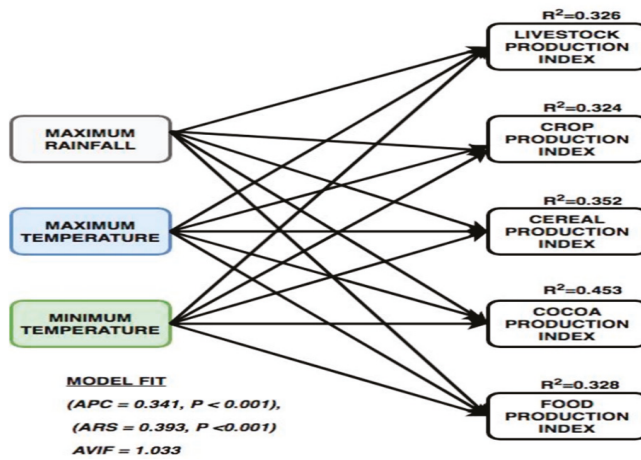 R²=0.326
LIVESTOCK
PRODUCTION
INDEX
MAXIMUM
RAINFALL
R²=0.324
CROP
PRODUCTION
INDEX
MAXIMUM
TEMPERATURE
R²=0.352
CEREAL
PRODUCTION
INDEX
MINIMUM
TEMPERATURE
R²=0.453
COCOA
PRODUCTION
INDEX
R²=0.328
FOOD
PRODUCTION
INDEX
MODEL FIT
(APC = 0.341, P < 0.001),
(ARS = 0.393, P <0.001)
AVIF = 1.033